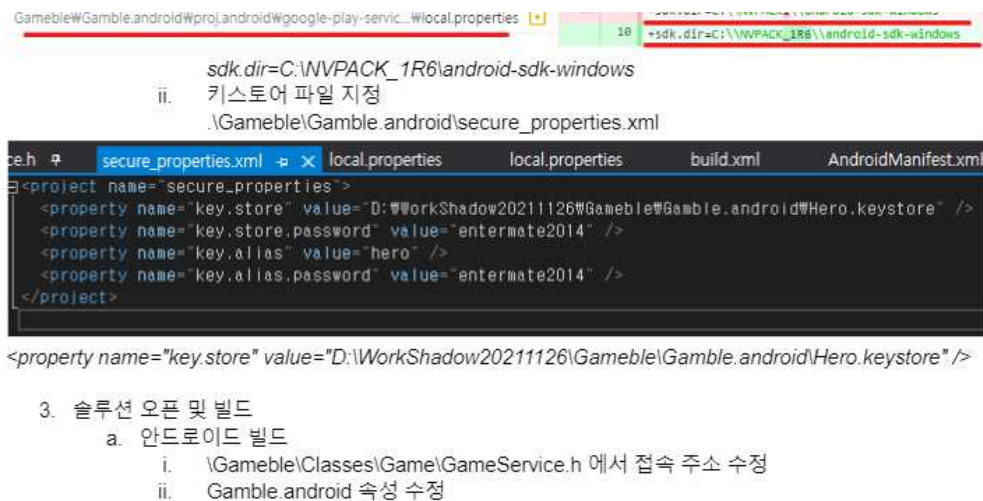 Gameble₩Gamble.android₩proj.android₩google-play-servic...₩local.properties
10 +sdk.dir=C:\\NVPACK_1R6\\android-sdk-windows
sdk.dir=C:\NVPACK_1R6\android-sdk-windows
ii. 키스토어 파일 지정
.\Gameble\Gamble.android\secure_properties.xml
ce.h secure_properties.xml local.properties local.properties build.xml AndroidManifest.xml
<project name="secure_properties">
<property name="key.store" value="D:₩WorkShadow20211126₩Gameble₩Gamble.android₩Hero.keystore" />
<property name="key.store.password" value="entermate2014" />
<property name="key.alias" value="hero" />
<property name="key.alias.password" value="entermate2014" />
</project>
<property name="key.store" value="D:\WorkShadow20211126\Gameble\Gamble.android\Hero.keystore" />
3. 솔루션 오픈 및 빌드
a. 안드로이드 빌드
i. \Gameble\Classes\Game\GameService.h 에서 접속 주소 수정
ii. Gamble.android 속성 수정